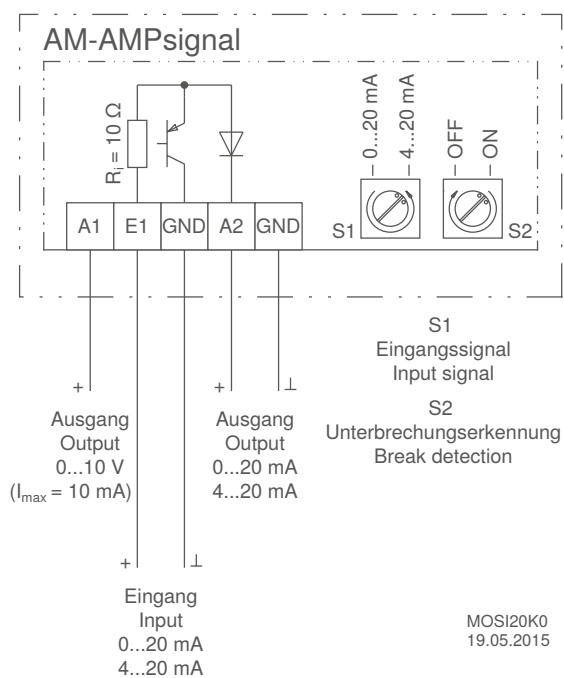 AM-AMPsignal
R_i = 10 Ω
0...20 mA
4...20 mA
OFF
ON
A1 E1 GND A2 GND
S1
S2
S1
Eingangssignal
Input signal
S2
Unterbrechungserkennung
Break detection
+
Ausgang
Output
0...10 V
(I_max = 10 mA)
+ ⊥
Ausgang
Output
0...20 mA
4...20 mA
+ ⊥
Eingang
Input
0...20 mA
4...20 mA
MOSI20K0
19.05.2015